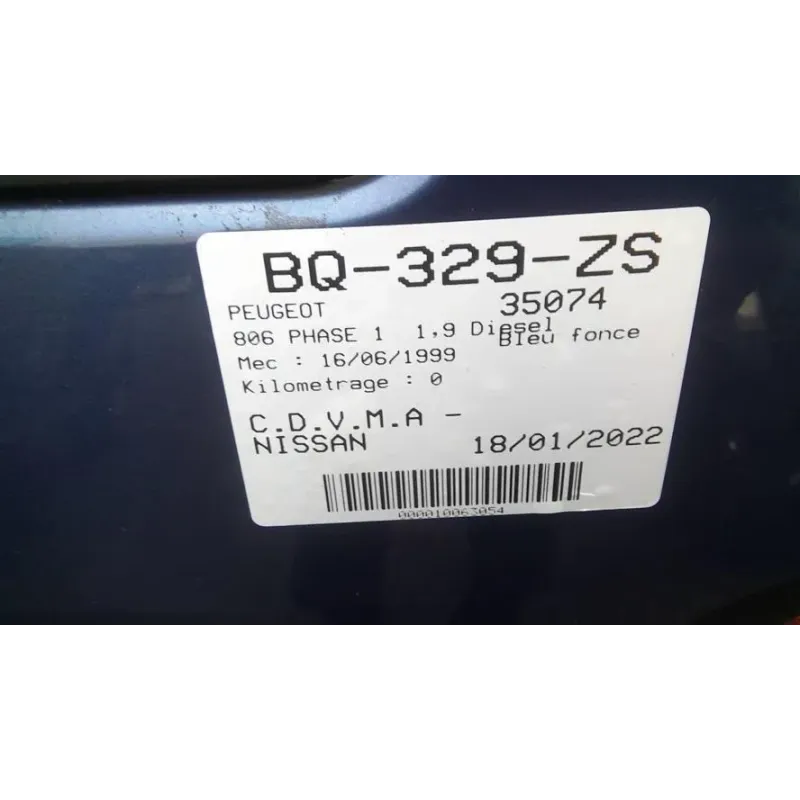 BQ-329-ZS
PEUGEOT 35074
806 PHASE 1 1,9 Diesel
Bleu fonce
Mec : 16/06/1999
Kilometrage : 0
C.D.V.M.A -
NISSAN 18/01/2022
000010063054